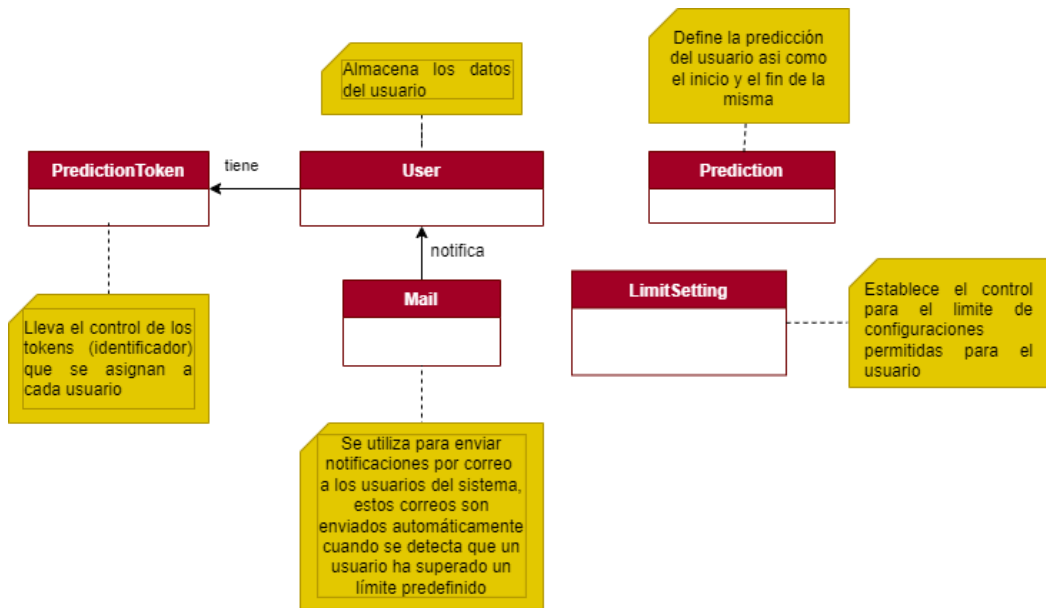 Almacena los datos
del usuario
Define la predicción
del usuario asi como
el inicio y el fin de la
misma
PredictionToken
tiene
User
Prediction
notifica
Mail
LimitSetting
Establece el control
para el limite de
configuraciones
permitidas para el
usuario
Lleva el control de los
tokens (identificador)
que se asignan a
cada usuario
Se utiliza para enviar
notificaciones por correo
a los usuarios del sistema,
estos correos son
enviados automáticamente
cuando se detecta que un
usuario ha superado un
límite predefinido